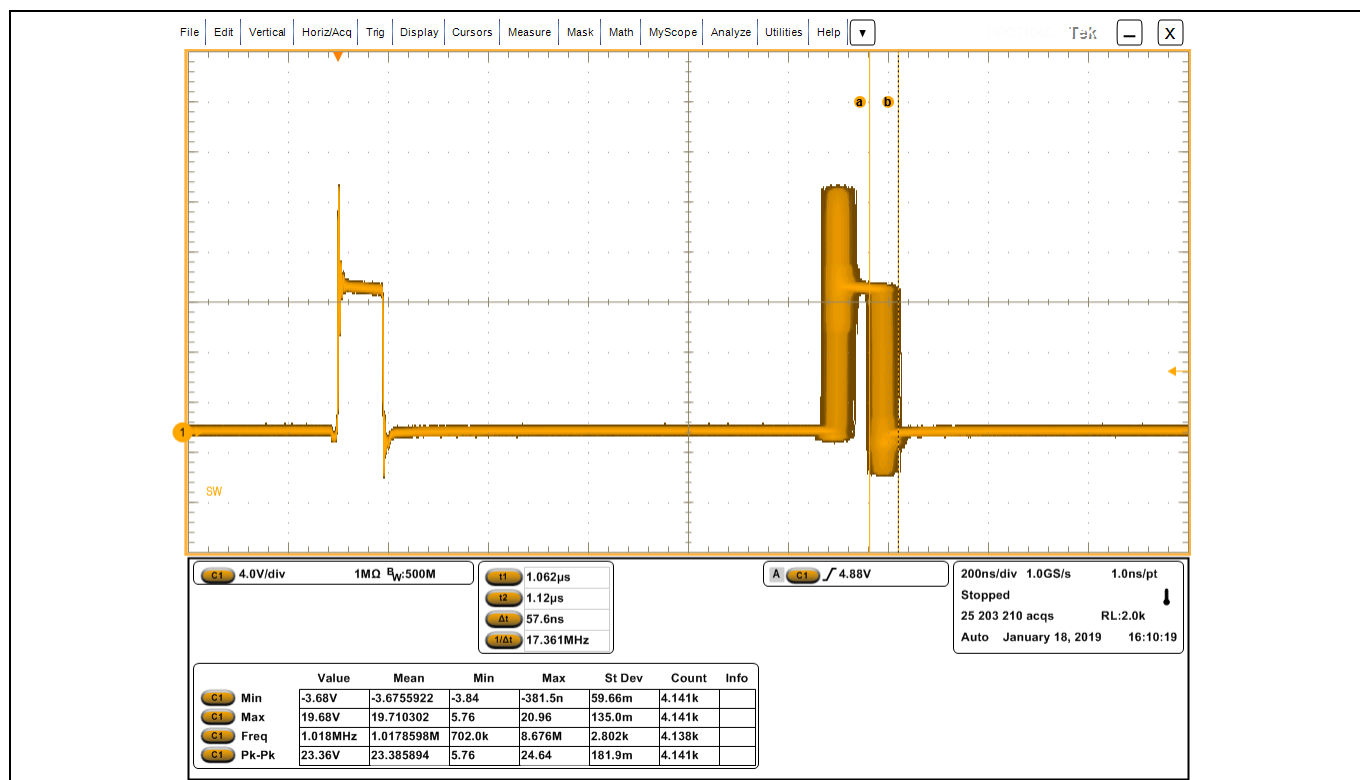 File Edit Vertical Horiz/Acq Trig Display Cursors Measure Mask Math MyScope Analyze Utilities Help ▼ Tek X
a b
1
SW
C1 4.0V/div 1MΩ BW:500M
t1 1.062µs
t2 1.12µs
Δt 57.6ns
1/Δt 17.361MHz
A C1 4.88V
200ns/div 1.0GS/s 1.0ns/pt
Stopped
25 203 210 acqs RL:2.0k
Auto January 18, 2019 16:10:19
Value Mean Min Max St Dev Count Info
C1 Min -3.68V -3.6755922 -3.84 -381.5n 59.66m 4.141k
C1 Max 19.68V 19.710302 5.76 20.96 135.0m 4.141k
C1 Freq 1.018MHz 1.0178598M 702.0k 8.676M 2.802k 4.138k
C1 Pk-Pk 23.36V 23.385894 5.76 24.64 181.9m 4.141k